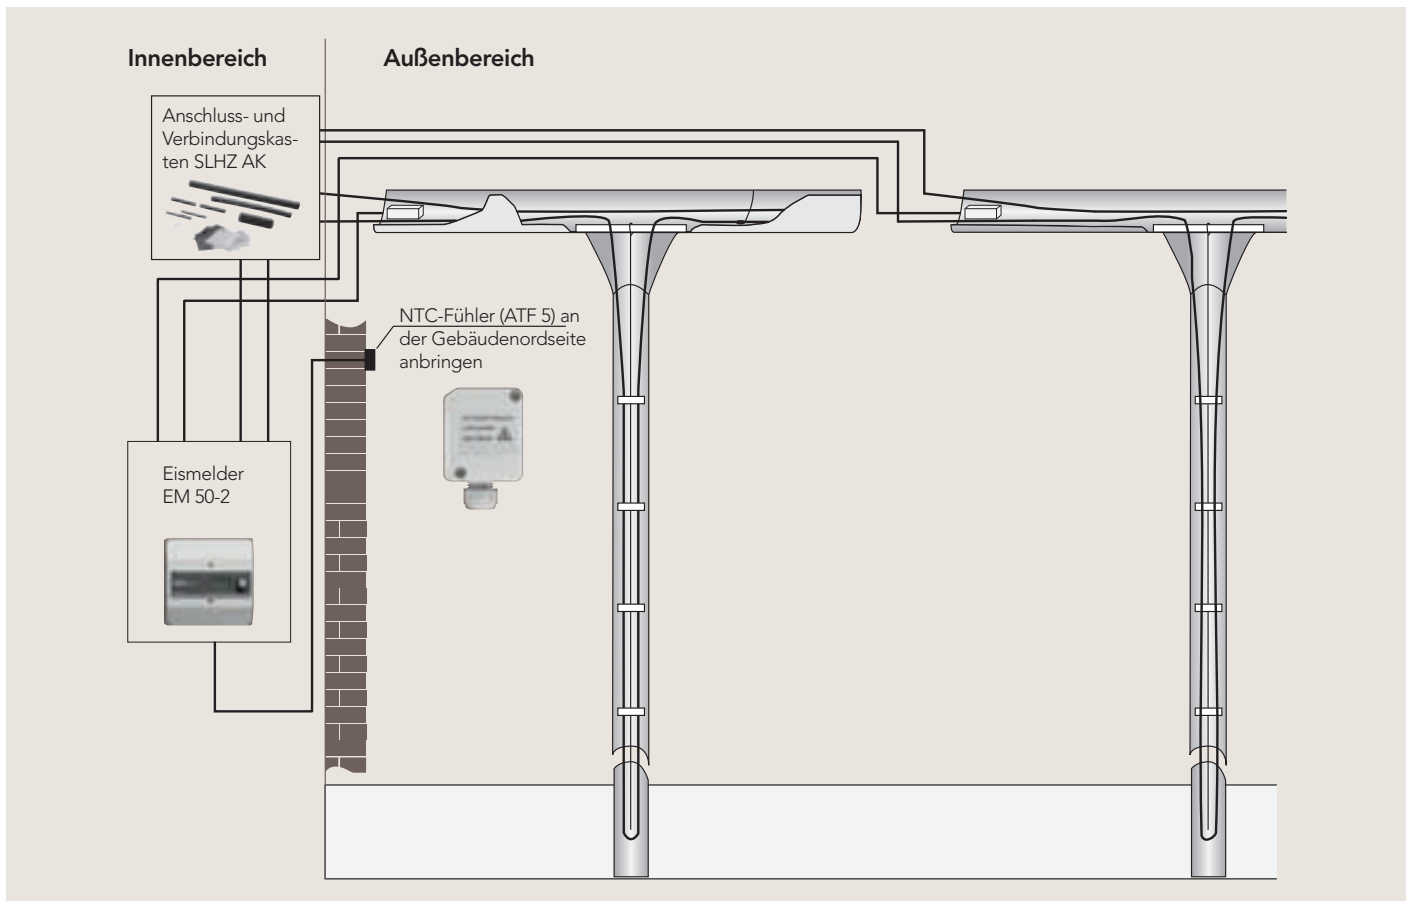 Innenbereich
Außenbereich
Anschluss- und
Verbindungskas-
ten SLHZ AK
NTC-Fühler (ATF 5) an
der Gebäudenordseite
anbringen
Eismelder
EM 50-2